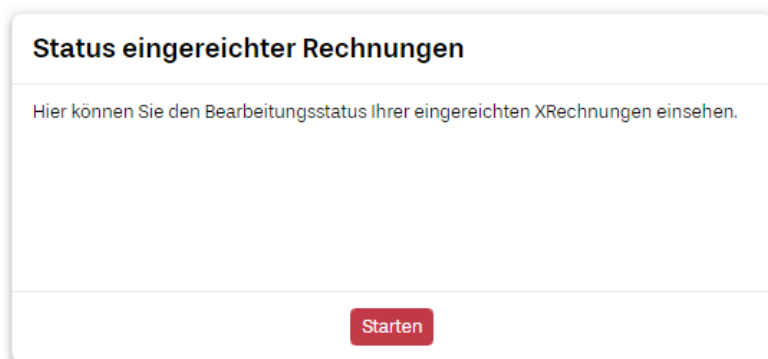 Status eingereichter Rechnungen
Hier können Sie den Bearbeitungsstatus Ihrer eingereichten XRechnungen einsehen.
Starten